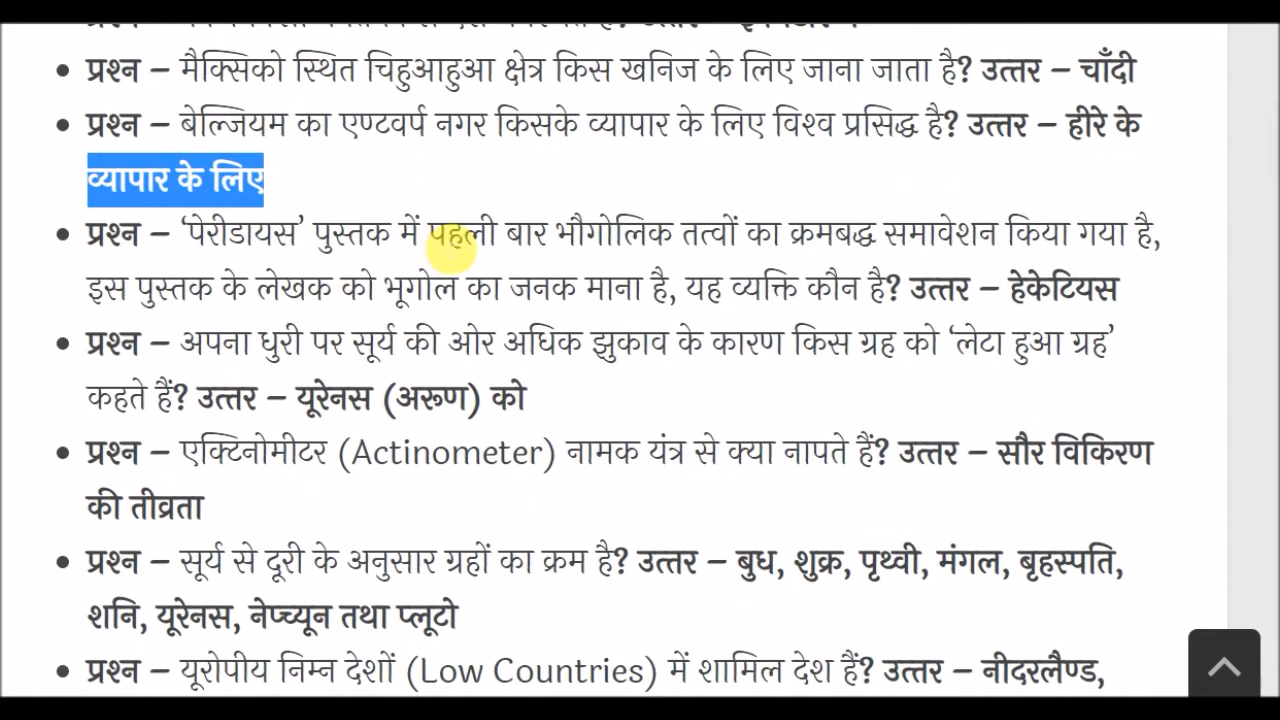 • प्रश्न – मैक्सिको स्थित चिहुआहुआ क्षेत्र किस खनिज के लिए जाना जाता है? उत्तर – चाँदी
• प्रश्न – बेल्जियम का एण्टवर्प नगर किसके व्यापार के लिए विश्व प्रसिद्ध है? उत्तर – हीरे के
व्यापार के लिए
• प्रश्न – ‘पेरीडायस’ पुस्तक में पहली बार भौगोलिक तत्वों का क्रमबद्ध समावेशन किया गया है,
इस पुस्तक के लेखक को भूगोल का जनक माना है, यह व्यक्ति कौन है? उत्तर – हेकेटियस
• प्रश्न – अपना धुरी पर सूर्य की ओर अधिक झुकाव के कारण किस ग्रह को ‘लेटा हुआ ग्रह’
कहते हैं? उत्तर – यूरेनस (अरूण) को
• प्रश्न – एक्टिनोमीटर (Actinometer) नामक यंत्र से क्या नापते हैं? उत्तर – सौर विकिरण
की तीव्रता
• प्रश्न – सूर्य से दूरी के अनुसार ग्रहों का क्रम है? उत्तर – बुध, शुक्र, पृथ्वी, मंगल, बृहस्पति,
शनि, यूरेनस, नेप्च्यून तथा प्लूटो
• प्रश्न – यूरोपीय निम्न देशों (Low Countries) में शामिल देश हैं? उत्तर – नीदरलैण्ड,